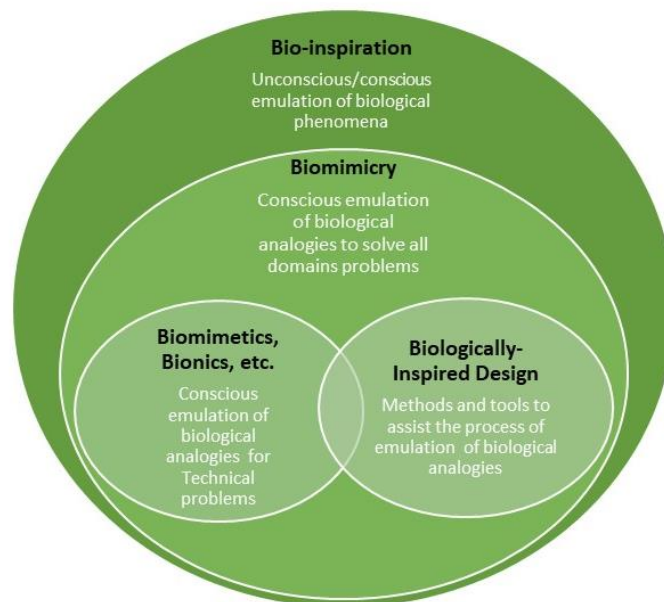 Bio-inspiration
Unconscious/conscious
emulation of biological
phenomena
Biomimicry
Conscious emulation
of biological
analogies to solve all
domains problems
Biomimetics,
Bionics, etc.
Conscious
emulation of
biological
analogies for
Technical
problems
Biologically-
Inspired Design
Methods and tools to
assist the process of
emulation of biological
analogies